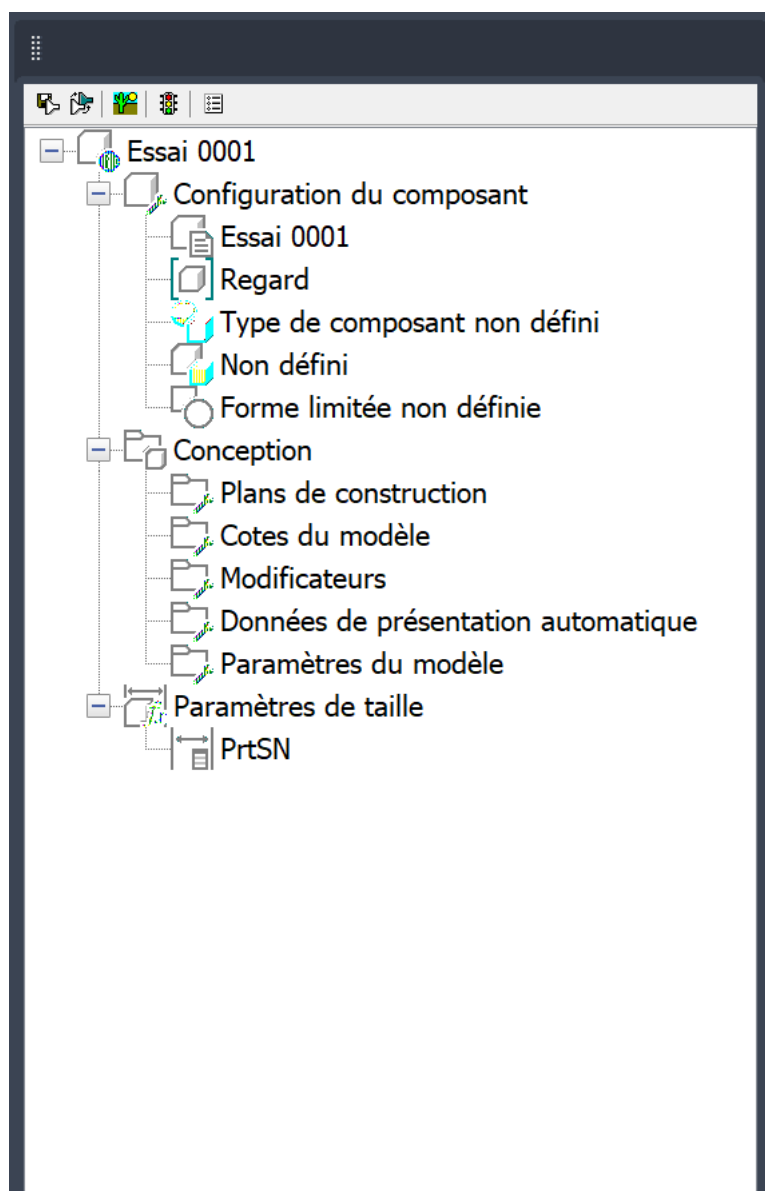 Essai 0001
Configuration du composant
Essai 0001
Regard
Type de composant non défini
Non défini
Forme limitée non définie
Conception
Plans de construction
Cotes du modèle
Modificateurs
Données de présentation automatique
Paramètres du modèle
Paramètres de taille
PrtSN